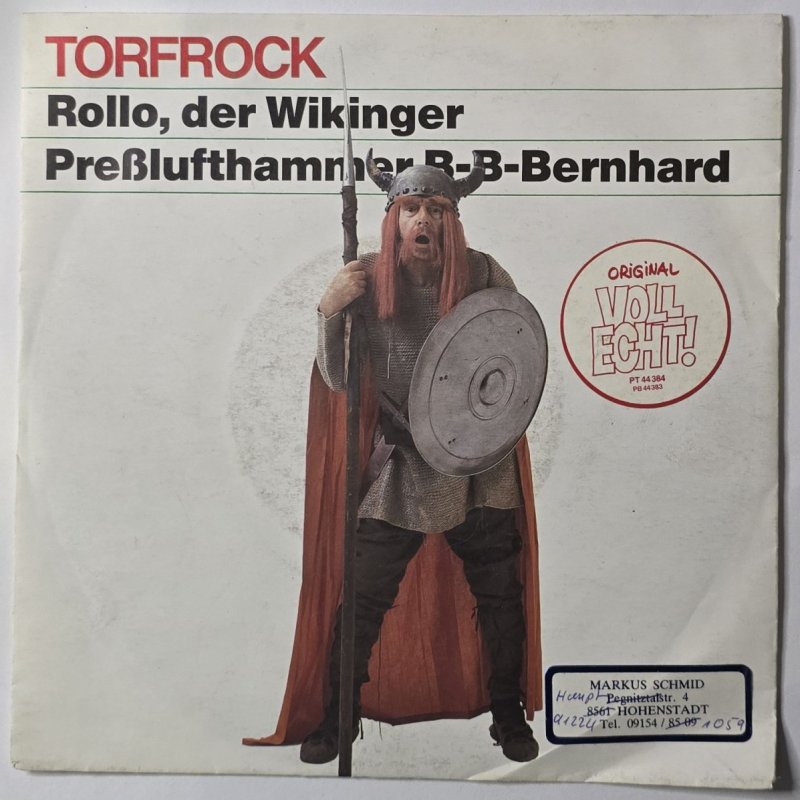 TORFROCK
Rollo, der Wikinger
Preßlufthammer B-B-Bernhard
ORiGiNAL
VOLL
ECHT!
PT 44 384
PB 44 383
MARKUS SCHMID
Haupt Pegnitztalstr. 4
8561 HOHENSTADT
91224 Tel. 09154 / 85 09 1059